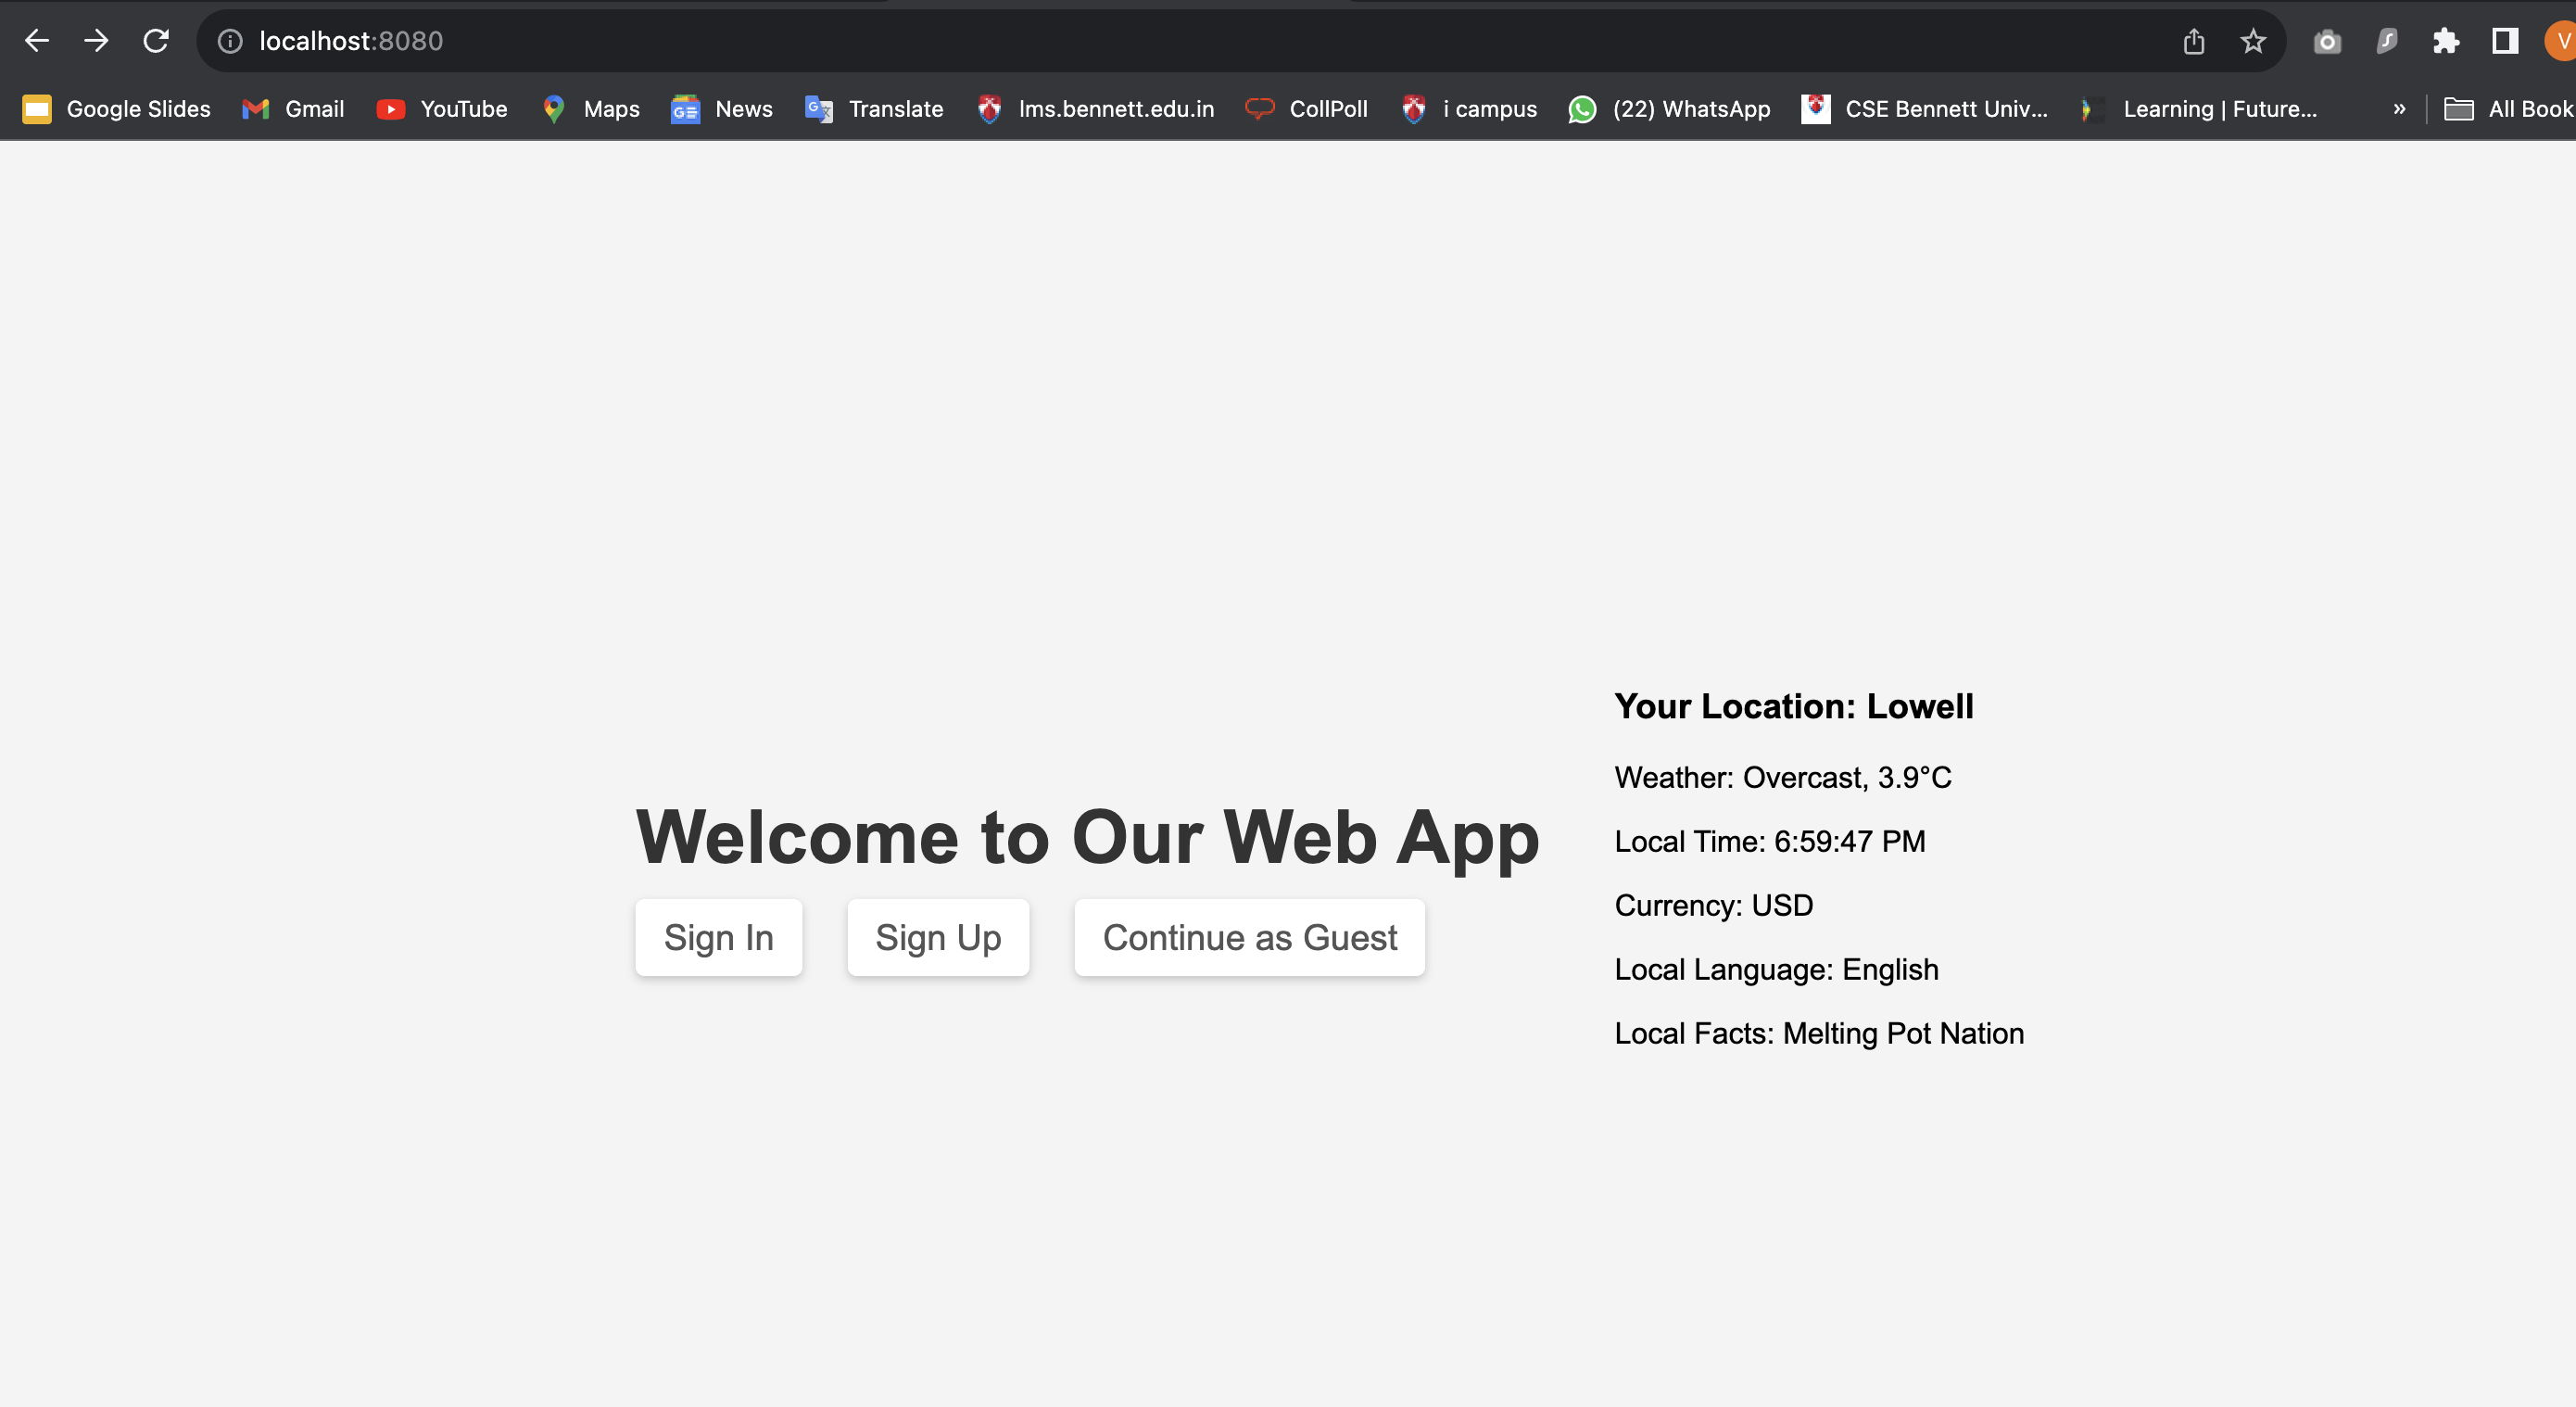 localhost:8080
V
Google Slides Gmail YouTube Maps News Translate lms.bennett.edu.in CollPoll i campus (22) WhatsApp CSE Bennett Univ... Learning | Future... » All Book
Welcome to Our Web App
Sign In Sign Up Continue as Guest
Your Location: Lowell
Weather: Overcast, 3.9°C
Local Time: 6:59:47 PM
Currency: USD
Local Language: English
Local Facts: Melting Pot Nation